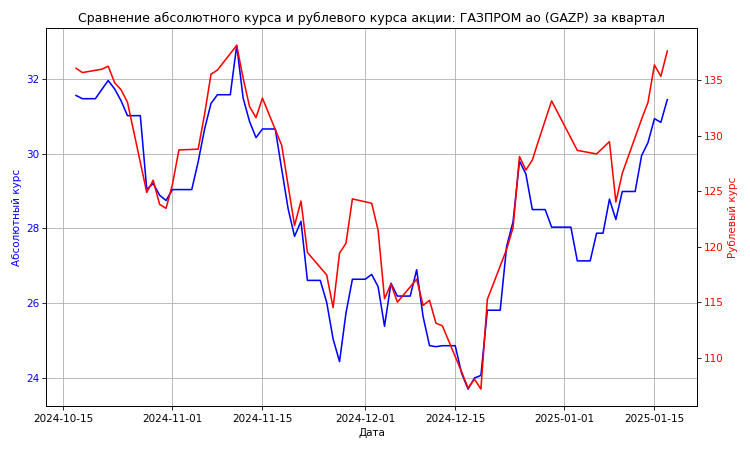 Сравнение абсолютного курса и рублевого курса акции: ГАЗПРОМ ао (GAZP) за квартал
32
30
28
26
24
Абсолютный курс
135
130
125
120
115
110
Рублевый курс
2024-10-15 2024-11-01 2024-11-15 2024-12-01 2024-12-15 2025-01-01 2025-01-15
Дата